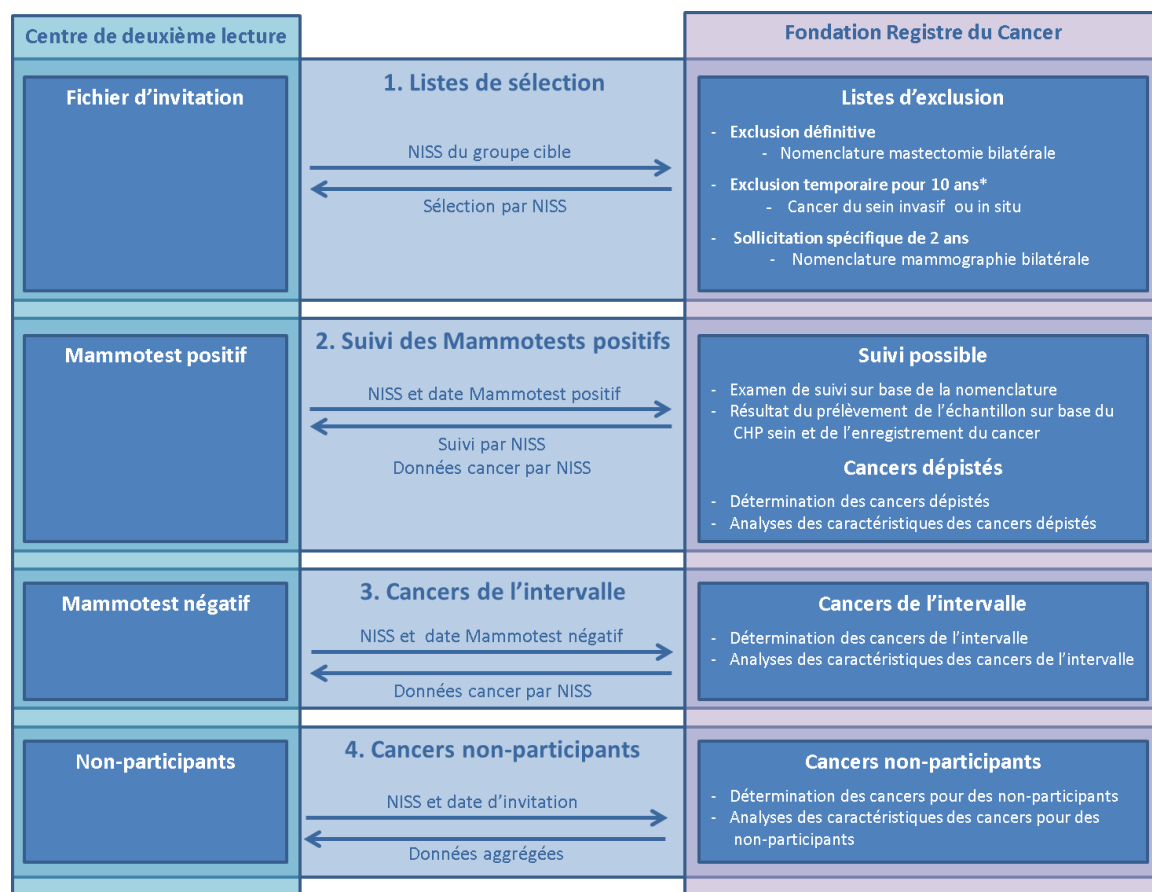 Centre de deuxième lecture
Fondation Registre du Cancer
Fichier d'invitation
1. Listes de sélection
NISS du groupe cible
Sélection par NISS
Listes d'exclusion
- Exclusion définitive
- Nomenclature mastectomie bilatérale
- Exclusion temporaire pour 10 ans*
- Cancer du sein invasif ou in situ
- Sollicitation spécifique de 2 ans
- Nomenclature mammographie bilatérale
Mammotest positif
2. Suivi des Mammotests positifs
NISS et date Mammotest positif
Suivi par NISS
Données cancer par NISS
Suivi possible
- Examen de suivi sur base de la nomenclature
- Résultat du prélèvement de l'échantillon sur base du
CHP sein et de l'enregistrement du cancer
Cancers dépistés
- Détermination des cancers dépistés
- Analyses des caractéristiques des cancers dépistés
Mammotest négatif
3. Cancers de l'intervalle
NISS et date Mammotest négatif
Données cancer par NISS
Cancers de l'intervalle
- Détermination des cancers de l'intervalle
- Analyses des caractéristiques des cancers de l'intervalle
Non-participants
4. Cancers non-participants
NISS et date d'invitation
Données aggrégées
Cancers non-participants
- Détermination des cancers pour des non-participants
- Analyses des caractéristiques des cancers pour des
non-participants